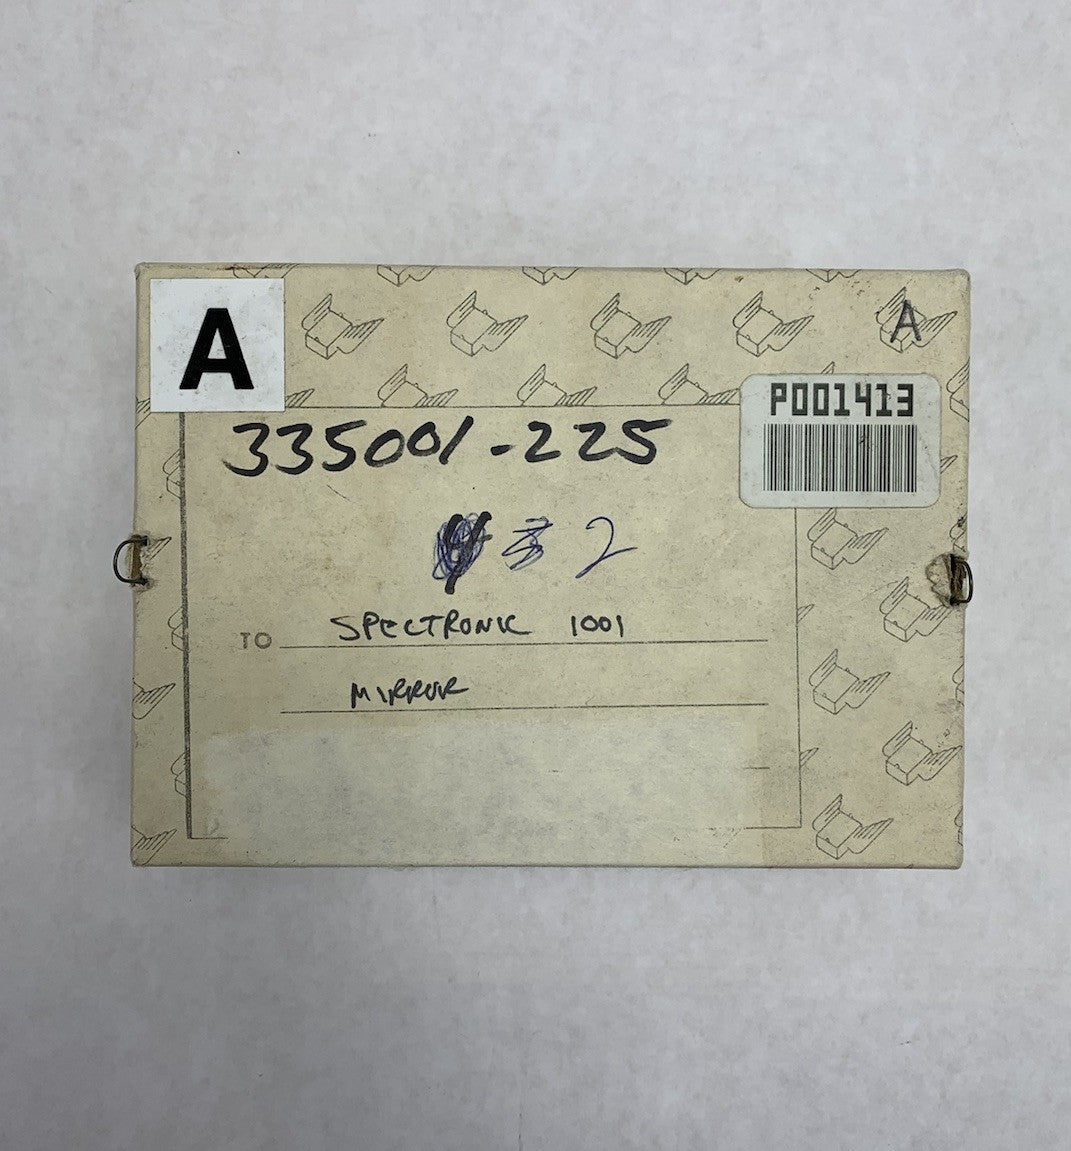 A
A
P001413
335001-225
2
TO SPECTRONIC 1001
MIRROR